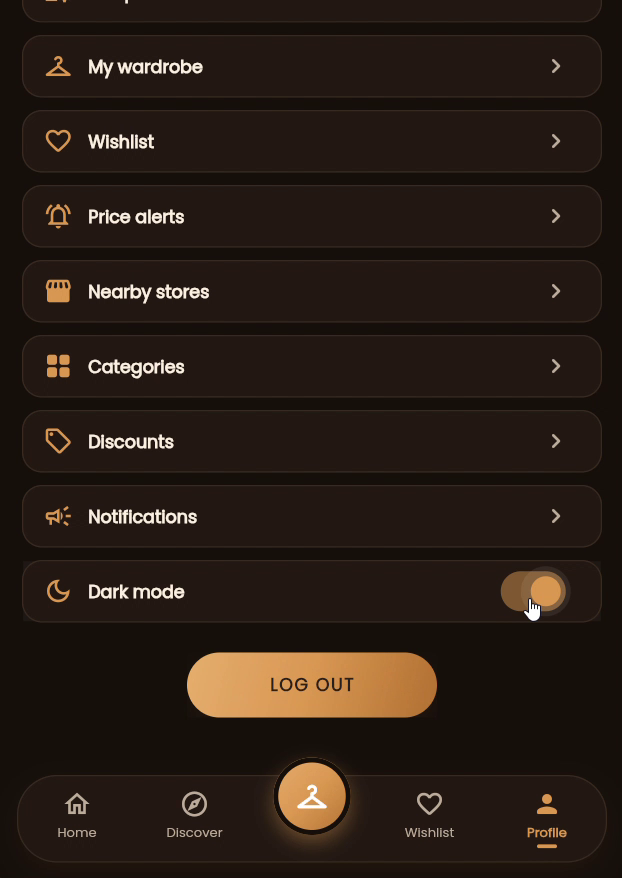 My wardrobe
Wishlist
Price alerts
Nearby stores
Categories
Discounts
Notifications
Dark mode
LOG OUT
Home
Discover
Wishlist
Profile